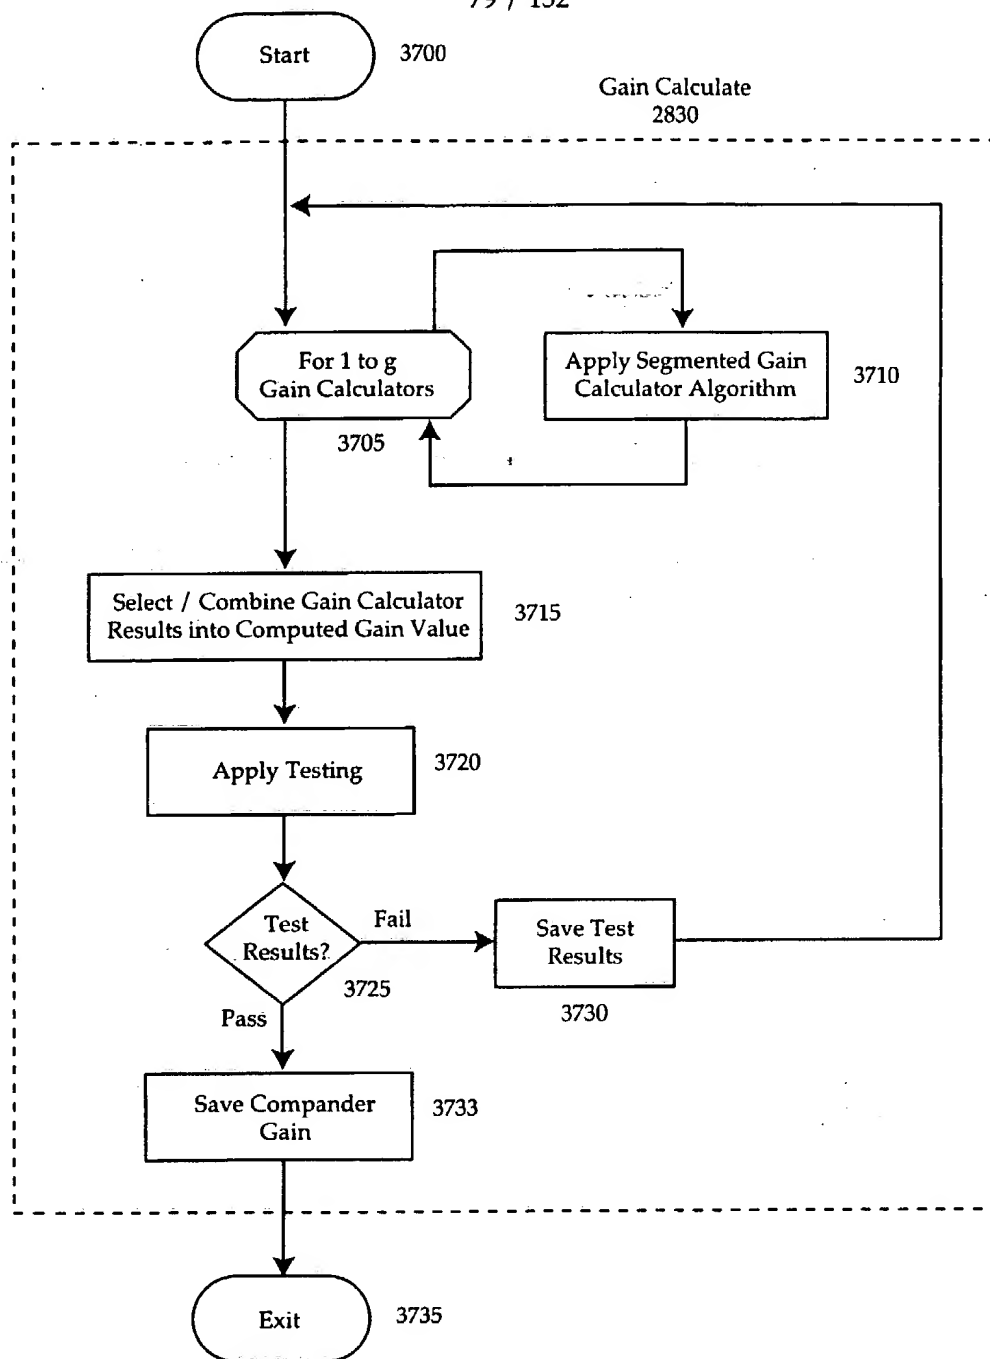 79 / 152
Start
3700
Gain Calculate
2830
For 1 to g
Gain Calculators
3705
Apply Segmented Gain
Calculator Algorithm
3710
Select / Combine Gain Calculator
Results into Computed Gain Value
3715
Apply Testing
3720
Test
Results?
3725
Fail
Pass
Save Test
Results
3730
Save Compander
Gain
3733
Exit
3735